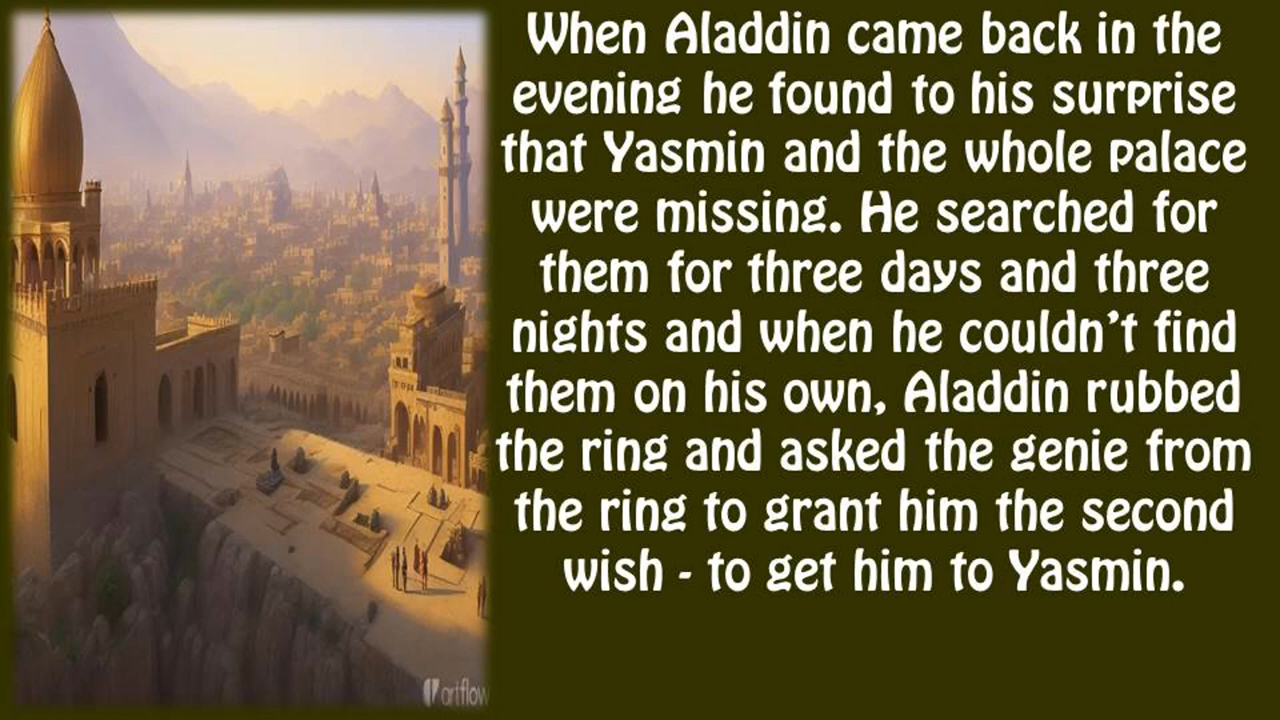 When Aladdin came back in the
evening he found to his surprise
that Yasmin and the whole palace
were missing. He searched for
them for three days and three
nights and when he couldn't find
them on his own, Aladdin rubbed
the ring and asked the genie from
the ring to grant him the second
wish - to get him to Yasmin.
artflow